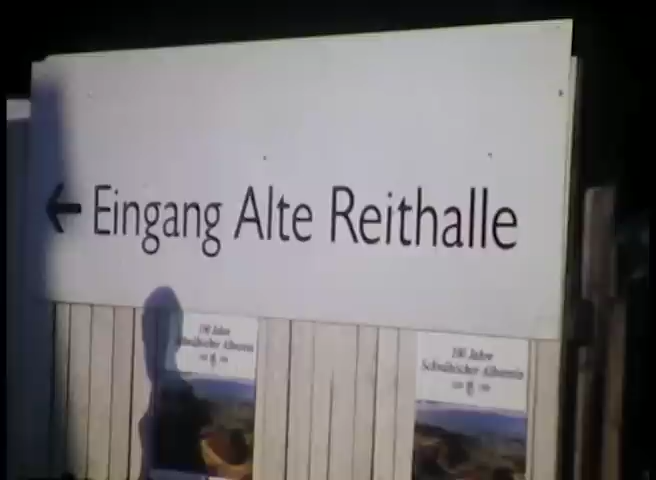 ← Eingang Alte Reithalle
100 Jahre
Schwäbischer Albverein
100 Jahre
Schwäbischer Albverein